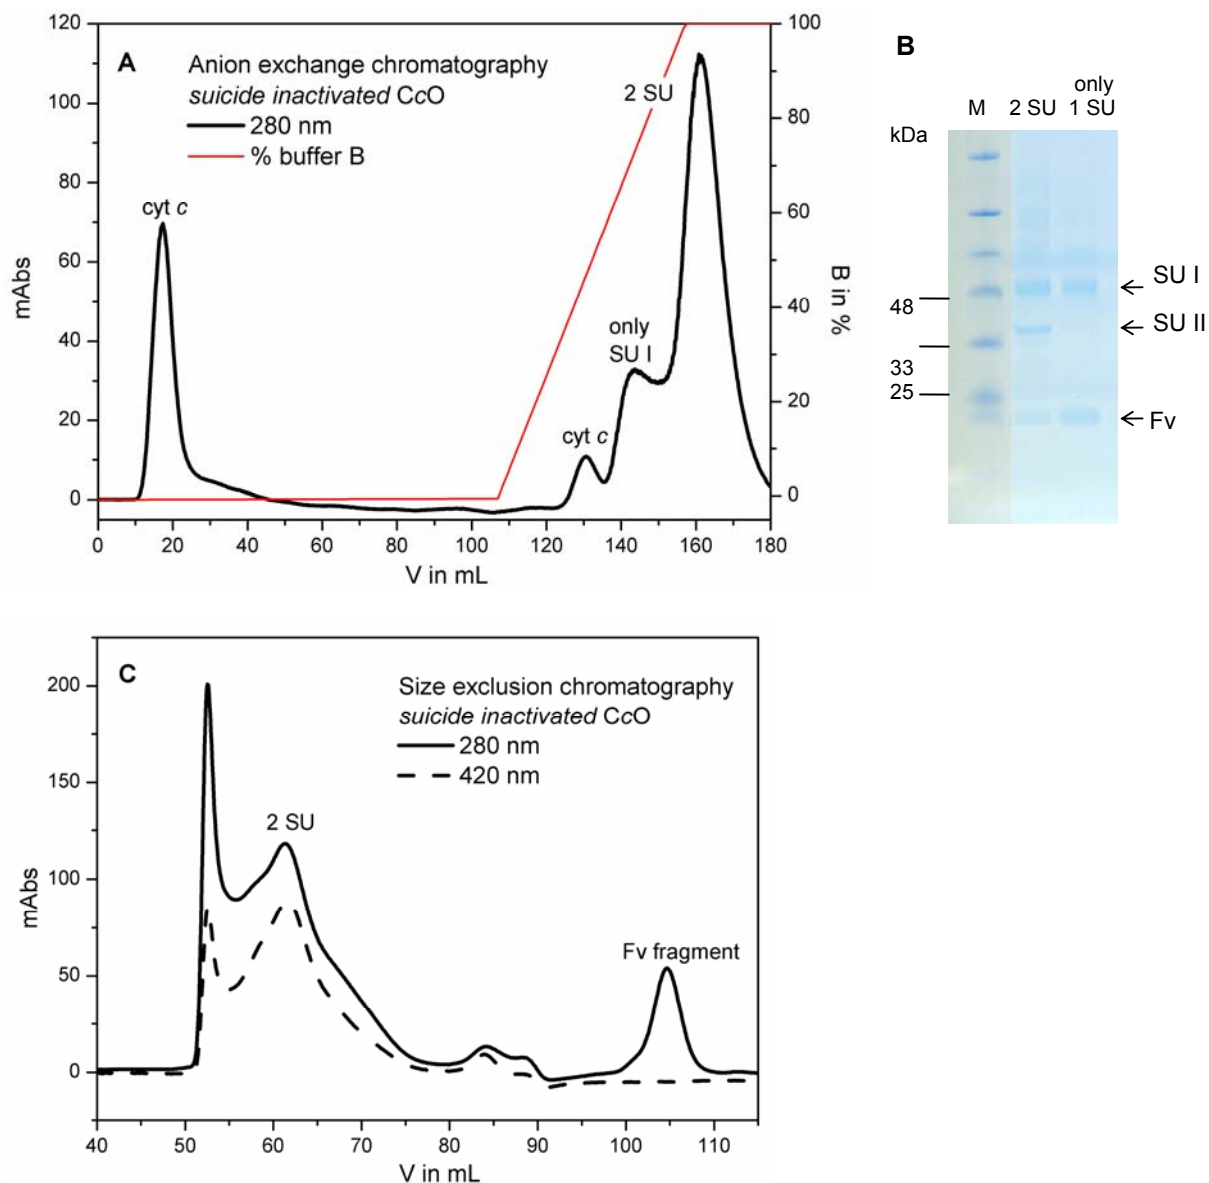 A
Anion exchange chromatography
suicide inactivated CcO
280 nm
% buffer B
cyt c
2 SU
only
SU I
cyt c
120
100
80
60
40
20
0
mAbs
100
80
60
40
20
0
B in %
0 20 40 60 80 100 120 140 160 180
V in mL
B
only
M 2 SU 1 SU
kDa
48
33
25
SU I
SU II
Fv
C
Size exclusion chromatography
suicide inactivated CcO
280 nm
420 nm
2 SU
Fv fragment
200
150
100
50
0
mAbs
40 50 60 70 80 90 100 110
V in mL